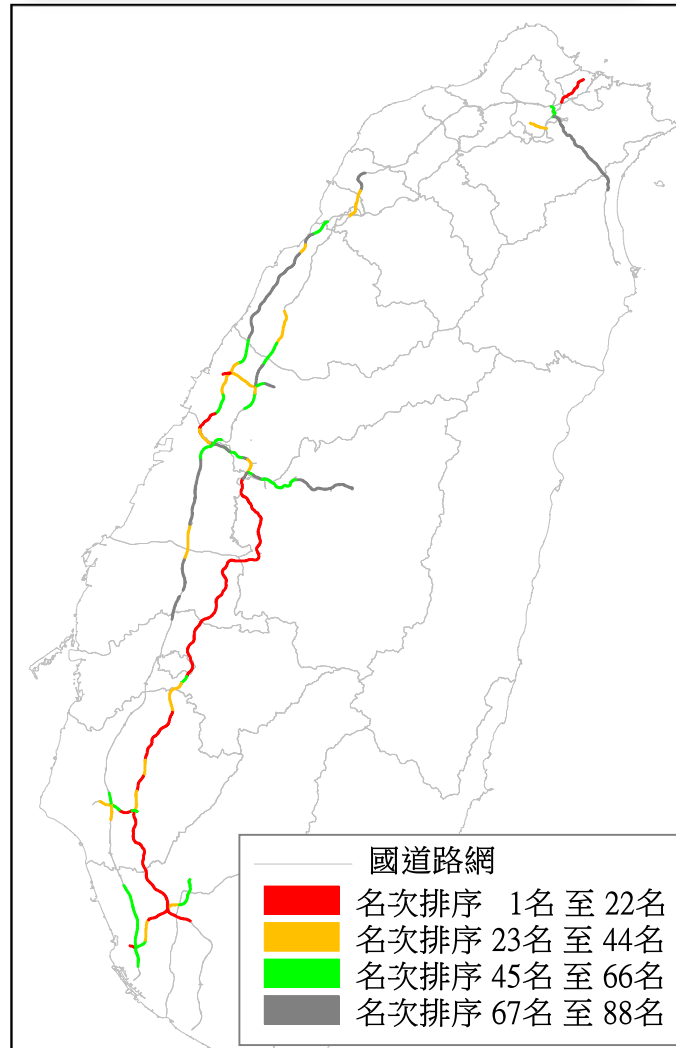 國道路網
名次排序 1名 至 22名
名次排序 23名 至 44名
名次排序 45名 至 66名
名次排序 67名 至 88名